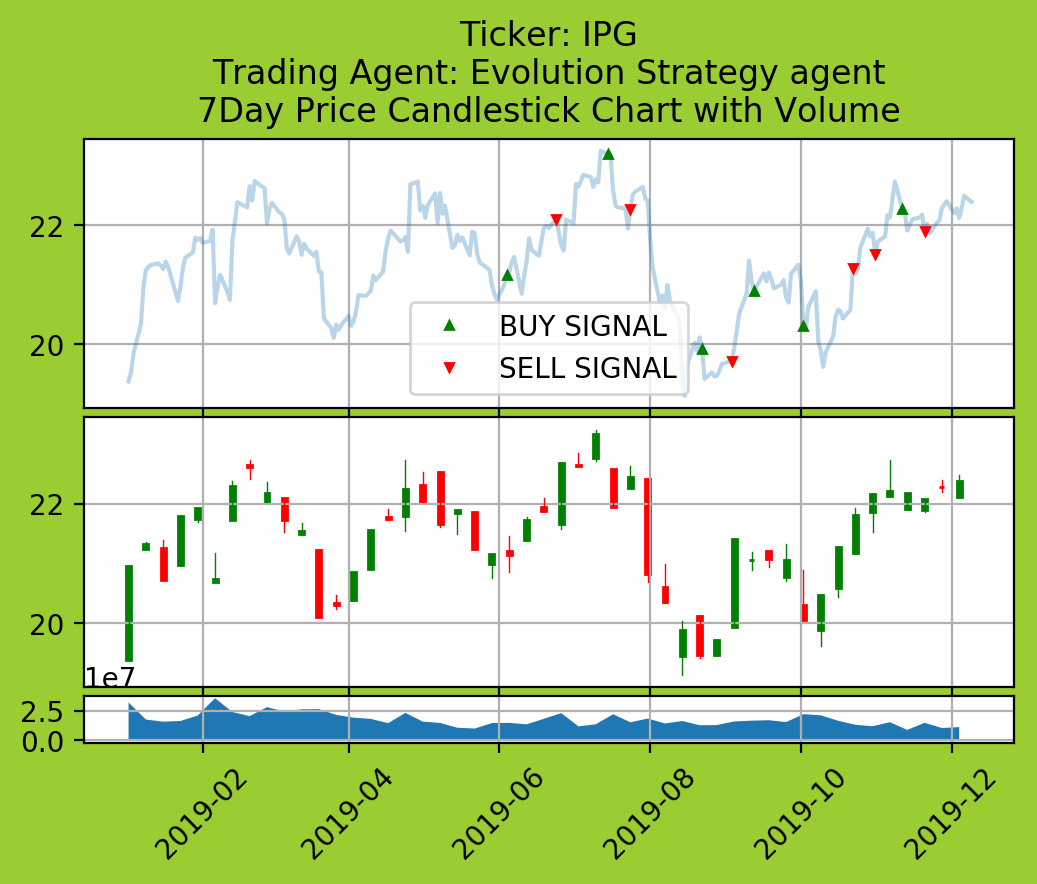 Ticker: IPG
Trading Agent: Evolution Strategy agent
7Day Price Candlestick Chart with Volume
22
20
BUY SIGNAL
SELL SIGNAL
22
20
1e7
2.5
0.0
2019-02
2019-04
2019-06
2019-08
2019-10
2019-12